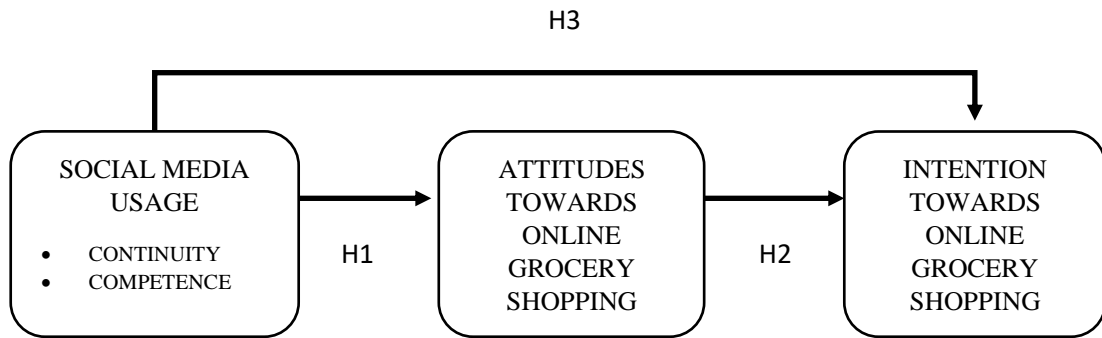 H3
SOCIAL MEDIA
USAGE
• CONTINUITY
• COMPETENCE
H1
ATTITUDES
TOWARDS
ONLINE
GROCERY
SHOPPING
H2
INTENTION
TOWARDS
ONLINE
GROCERY
SHOPPING